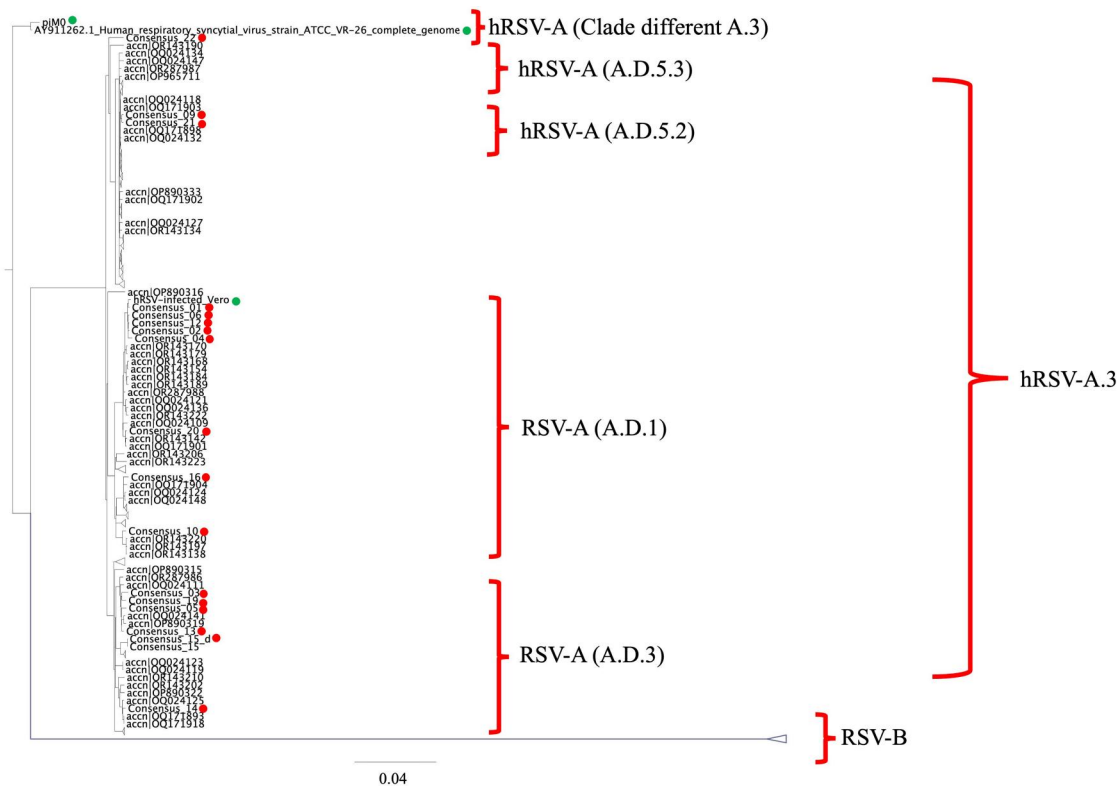 piM0
AY911262.1_Human_respiratory_syncytial_virus_strain_ATCC_VR-26_complete_genome
hRSV-A (Clade different A.3)
Consensus_22
accn|OR143190
accn|OQ024134
accn|OQ024147
accn|OR287987
accn|OP965711
hRSV-A (A.D.5.3)
accn|OQ024118
accn|OQ171903
Consensus_09
Consensus_21
accn|OQ171898
accn|OQ024132
hRSV-A (A.D.5.2)
accn|OP890333
accn|OQ171902
accn|OQ024127
accn|OR143134
accn|OP890316
hRSV-infected_Vero
Consensus_01
Consensus_06
Consensus_12
Consensus_02
Consensus_04
accn|OR143170
accn|OR143179
accn|OR143168
accn|OR143154
accn|OR143184
accn|OR143189
accn|OR287988
accn|OQ024121
accn|OQ024136
accn|OR143222
accn|OQ024109
Consensus_20
accn|OR143142
accn|OQ171901
accn|OR143206
accn|OR143223
Consensus_16
accn|OQ171904
accn|OQ024124
accn|OQ024148
Consensus_10
accn|OR143220
accn|OR143197
accn|OR143138
RSV-A (A.D.1)
hRSV-A.3
accn|OP890315
accn|OR287986
accn|OQ024111
Consensus_03
Consensus_19
Consensus_05
accn|OQ024141
accn|OP890319
Consensus_13
Consensus_15_d
Consensus_15
accn|OQ024123
accn|OQ024119
accn|OR143210
accn|OR143202
accn|OP890322
accn|OQ024125
Consensus_14
accn|OQ171893
accn|OQ171918
RSV-A (A.D.3)
RSV-B
0.04